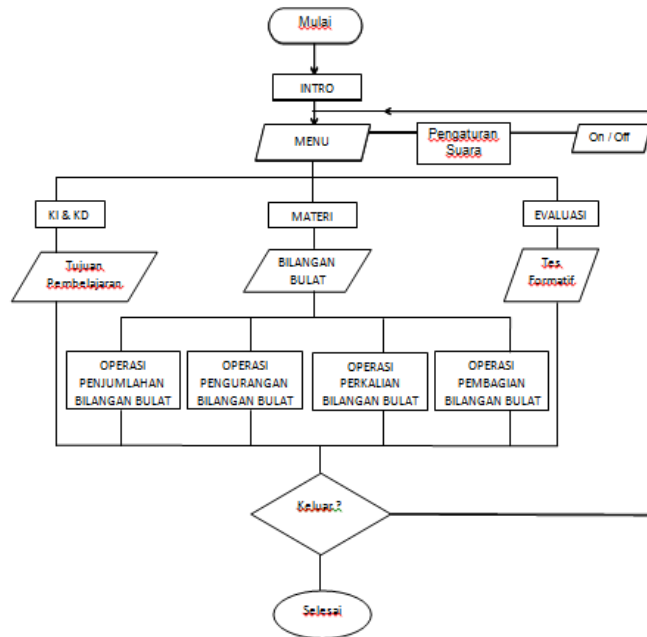 Mulai
INTRO
MENU
Pengaturan
Suara
On / Off
KI & KD
MATERI
EVALUASI
Tujuan
Pembelajaran
BILANGAN
BULAT
Tes
Formatif
OPERASI
PENJUMLAHAN
BILANGAN BULAT
OPERASI
PENGURANGAN
BILANGAN BULAT
OPERASI
PERKALIAN
BILANGAN BULAT
OPERASI
PEMBAGIAN
BILANGAN BULAT
Keluar ?
Selesai